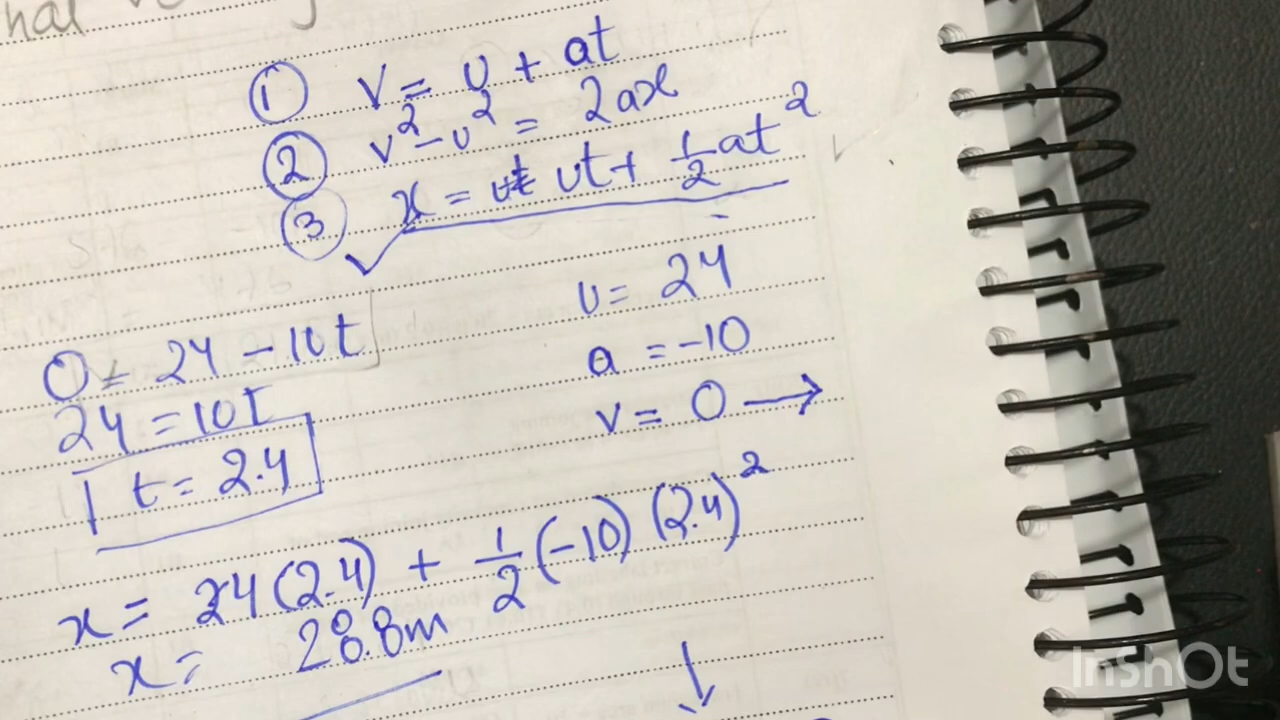 ① V = u + at
② v² - u² = 2ax
③ x = ut + ½at²
u = 24
a = -10
v = 0 →
0 = 24 - 10t
24 = 10t
t = 2.4
x = 24(2.4) + ½(-10)(2.4)²
x = 28.8m
InShOt